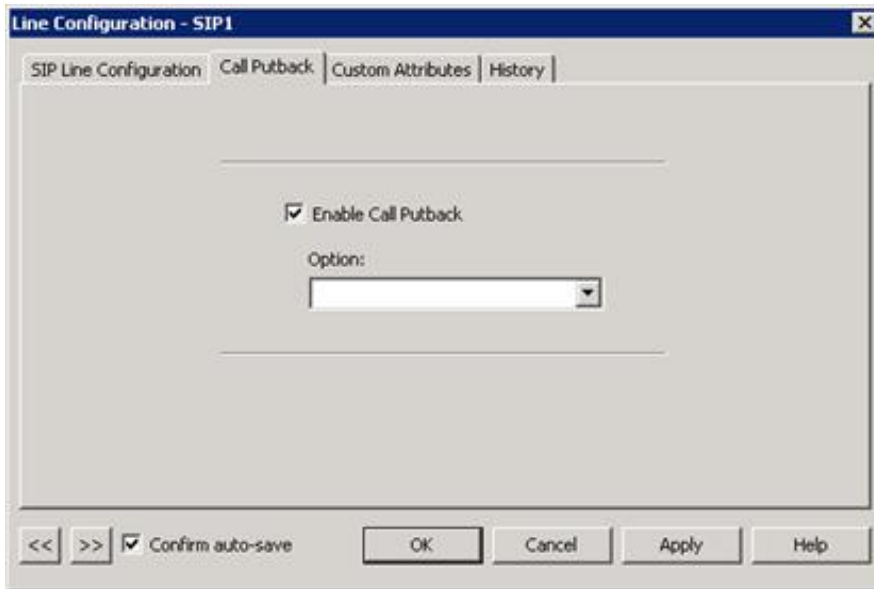 Line Configuration - SIP1
SIP Line Configuration Call Putback Custom Attributes History
Enable Call Putback
Option:
<< >> Confirm auto-save OK Cancel Apply Help